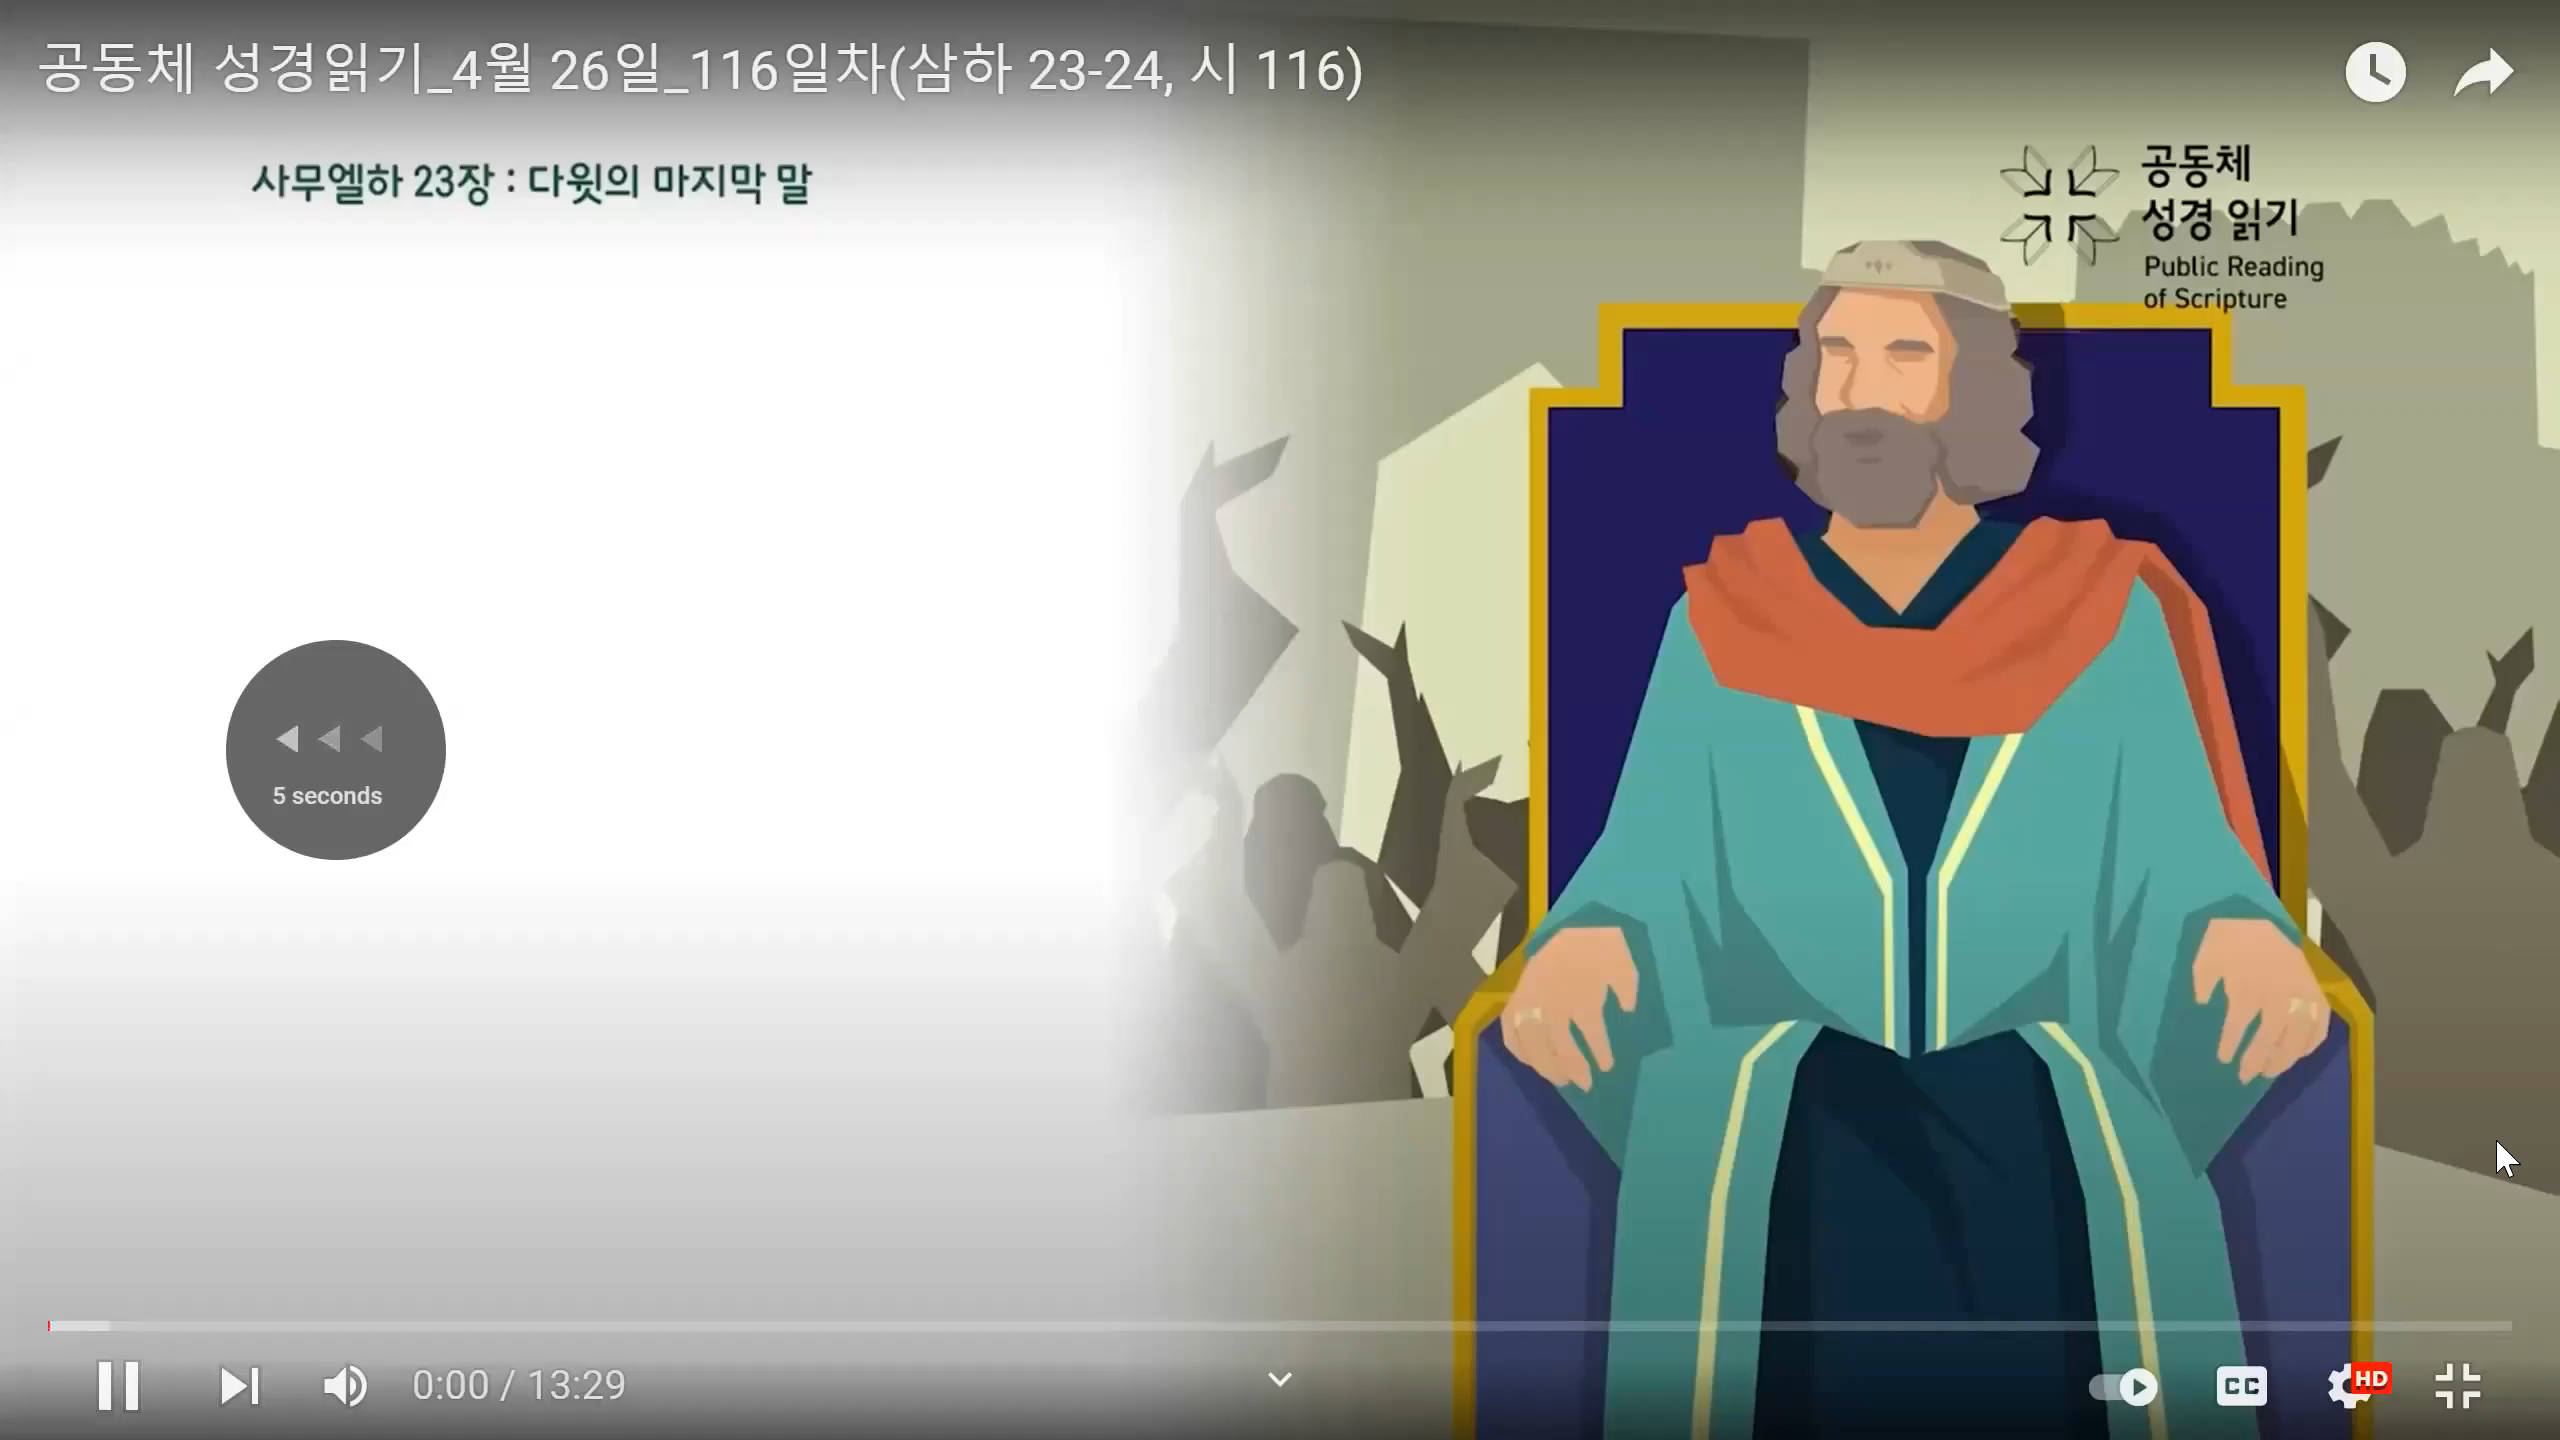 공동체 성경읽기_4월 26일_116일차(삼하 23-24, 시 116)
사무엘하 23장 : 다윗의 마지막 말
공동체
성경 읽기
Public Reading
of Scripture
5 seconds
0:00 / 13:29
CC
HD